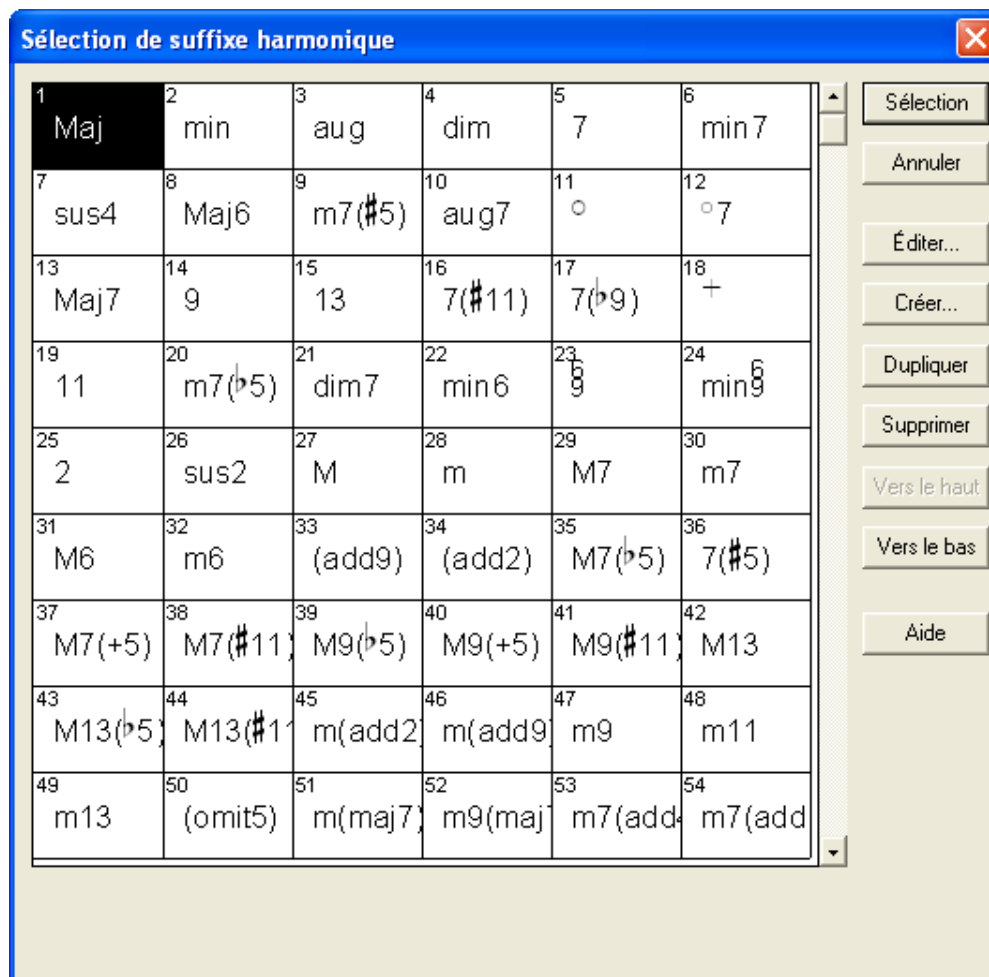 Sélection de suffixe harmonique
1 2 3 4 5 6
Maj min aug dim 7 min7
7 8 9 10 11 12
sus4 Maj6 m7(♯5) aug7 ○ ○7
13 14 15 16 17 18
Maj7 9 13 7(♯11) 7(♭9) +
19 20 21 22 23 24
11 m7(♭5) dim7 min6 6 9 min6 9
25 26 27 28 29 30
2 sus2 M m M7 m7
31 32 33 34 35 36
M6 m6 (add9) (add2) M7(♭5) 7(♯5)
37 38 39 40 41 42
M7(+5) M7(♯11) M9(♭5) M9(+5) M9(♯11) M13
43 44 45 46 47 48
M13(♭5) M13(♯11 m(add2) m(add9) m9 m11
49 50 51 52 53 54
m13 (omit5) m(maj7) m9(maj7 m7(add4 m7(add
Sélection
Annuler
Éditer...
Créer...
Dupliquer
Supprimer
Vers le haut
Vers le bas
Aide